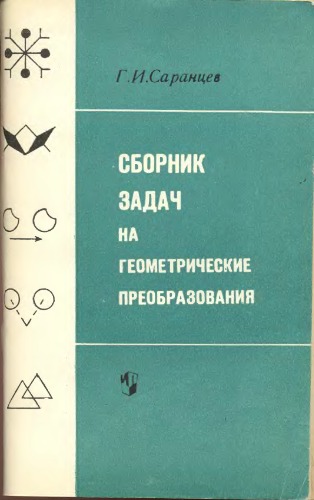 Г.И.Саранцев
СБОРНИК
ЗАДАЧ
НА
ГЕОМЕТРИЧЕСКИЕ
ПРЕОБРАЗОВАНИЯ